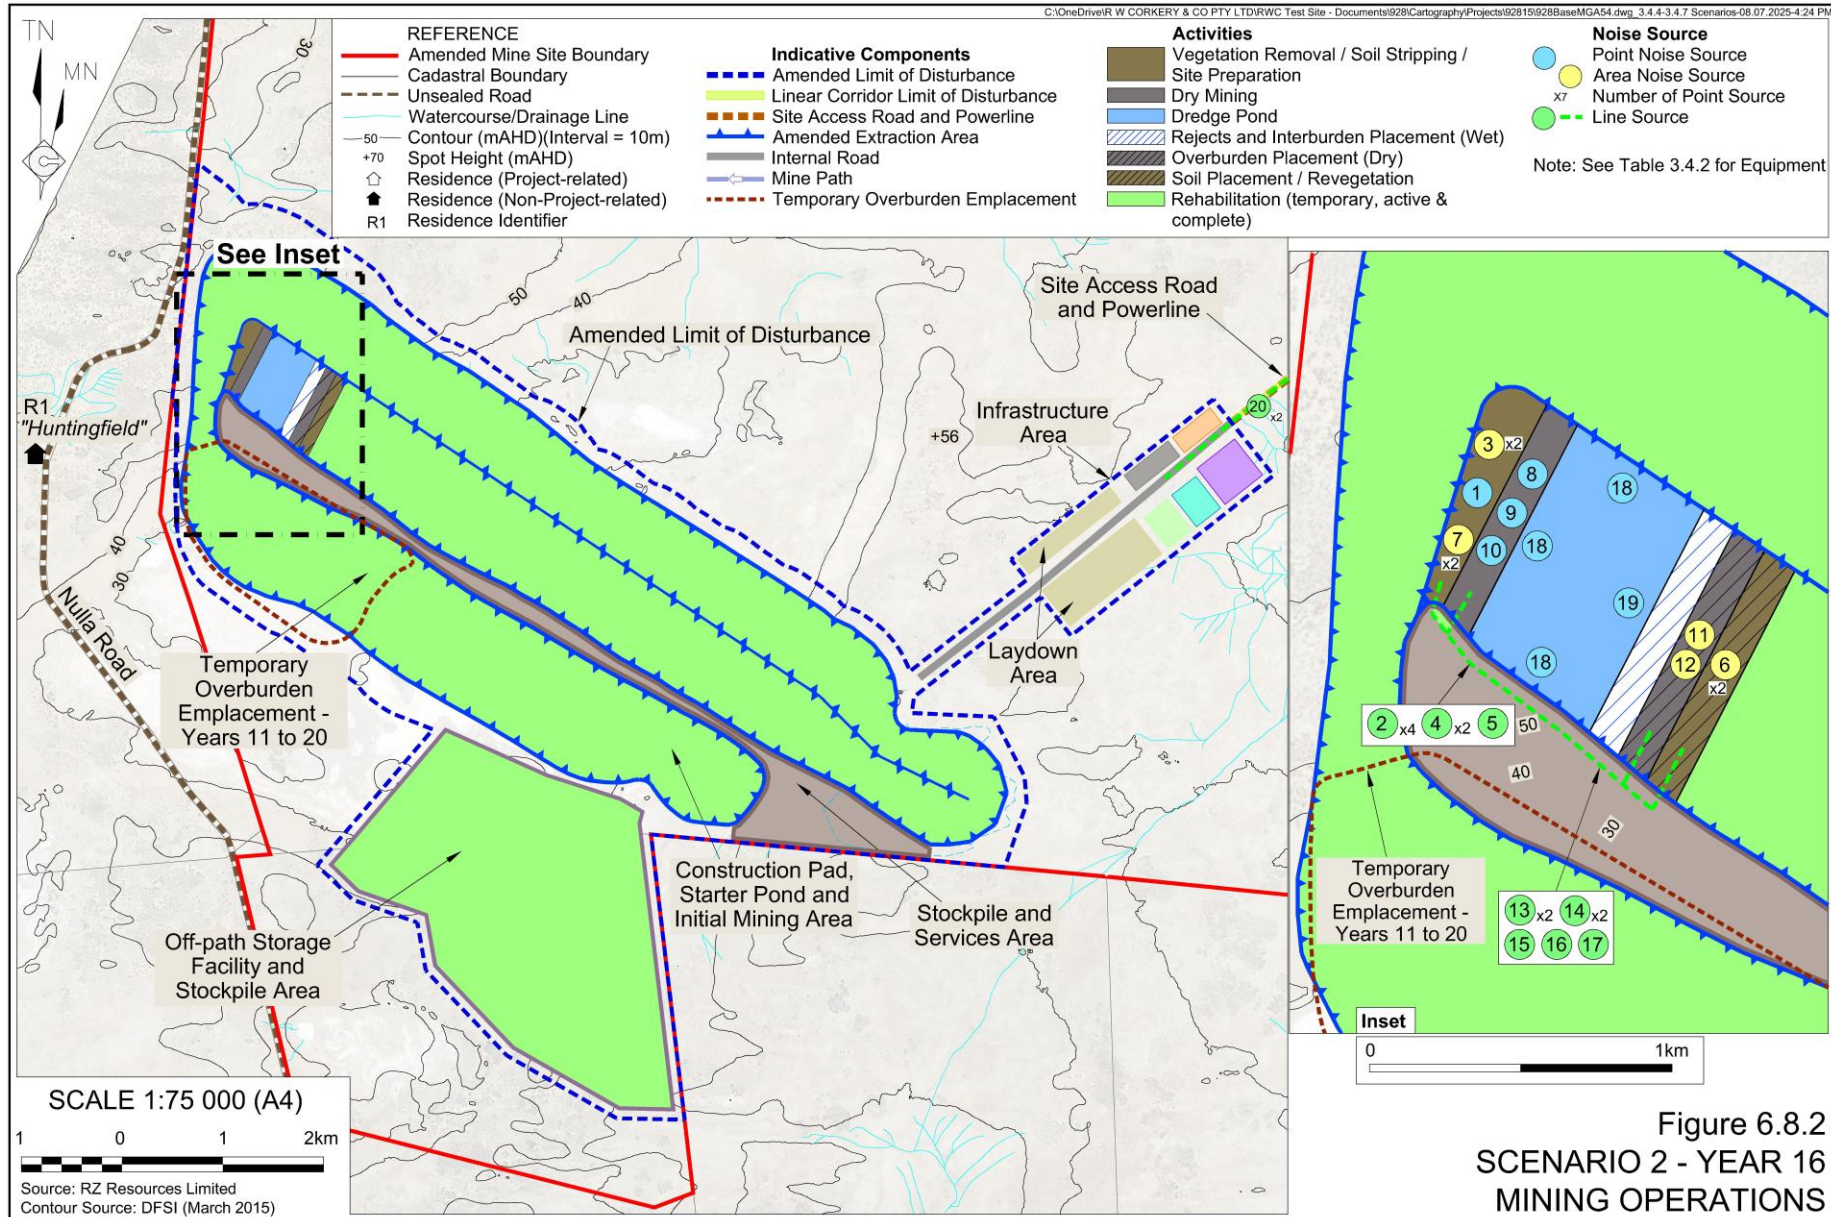 C:\OneDrive\R W CORKERY & CO PTY LTD\RWC Test Site - Documents\928\Cartography\Projects\92815\928BaseMGA54.dwg_3.4.4-3.4.7 Scenarios-08.07.2025-4:24 PM
TN
MN
REFERENCE
Amended Mine Site Boundary
Cadastral Boundary
Unsealed Road
Watercourse/Drainage Line
50 Contour (mAHD)(Interval = 10m)
+70 Spot Height (mAHD)
Residence (Project-related)
Residence (Non-Project-related)
R1 Residence Identifier
Indicative Components
Amended Limit of Disturbance
Linear Corridor Limit of Disturbance
Site Access Road and Powerline
Amended Extraction Area
Internal Road
Mine Path
Temporary Overburden Emplacement
Activities
Vegetation Removal / Soil Stripping /
Site Preparation
Dry Mining
Dredge Pond
Rejects and Interburden Placement (Wet)
Overburden Placement (Dry)
Soil Placement / Revegetation
Rehabilitation (temporary, active &
complete)
Noise Source
Point Noise Source
Area Noise Source
x7 Number of Point Source
Line Source
Note: See Table 3.4.2 for Equipment
30
See Inset
50
40
Amended Limit of Disturbance
Site Access Road
and Powerline
20 x2
Infrastructure
Area
+56
R1
"Huntingfield"
40
30
Nulla Road
Laydown
Area
Temporary
Overburden
Emplacement -
Years 11 to 20
Construction Pad,
Starter Pond and
Initial Mining Area
Stockpile and
Services Area
Off-path Storage
Facility and
Stockpile Area
3 x2
8
18
1
9
7
x2
10
18
19
11
12
6
x2
18
2 x4 4 x2 5
50
40
30
Temporary
Overburden
Emplacement -
Years 11 to 20
13 x2 14 x2
15 16 17
Inset
0 1km
SCALE 1:75 000 (A4)
1 0 1 2km
Source: RZ Resources Limited
Contour Source: DFSI (March 2015)
Figure 6.8.2
SCENARIO 2 - YEAR 16
MINING OPERATIONS